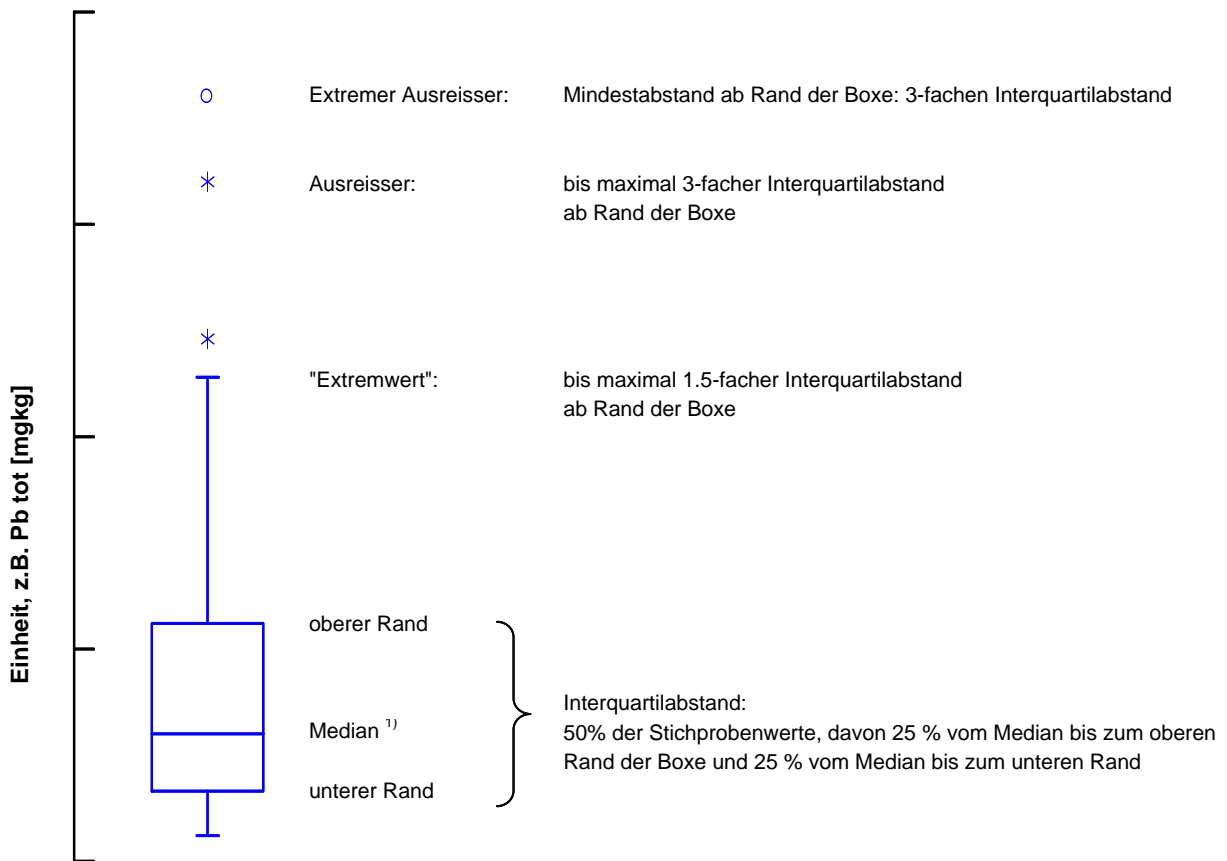 Extremer Ausreisser: Mindestabstand ab Rand der Boxe: 3-fachen Interquartilabstand
Ausreisser: bis maximal 3-facher Interquartilabstand
ab Rand der Boxe
"Extremwert": bis maximal 1.5-facher Interquartilabstand
ab Rand der Boxe
Einheit, z.B. Pb tot [mgkg]
oberer Rand
Median 1)
unterer Rand
Interquartilabstand:
50% der Stichprobenwerte, davon 25 % vom Median bis zum oberen
Rand der Boxe und 25 % vom Median bis zum unteren Rand